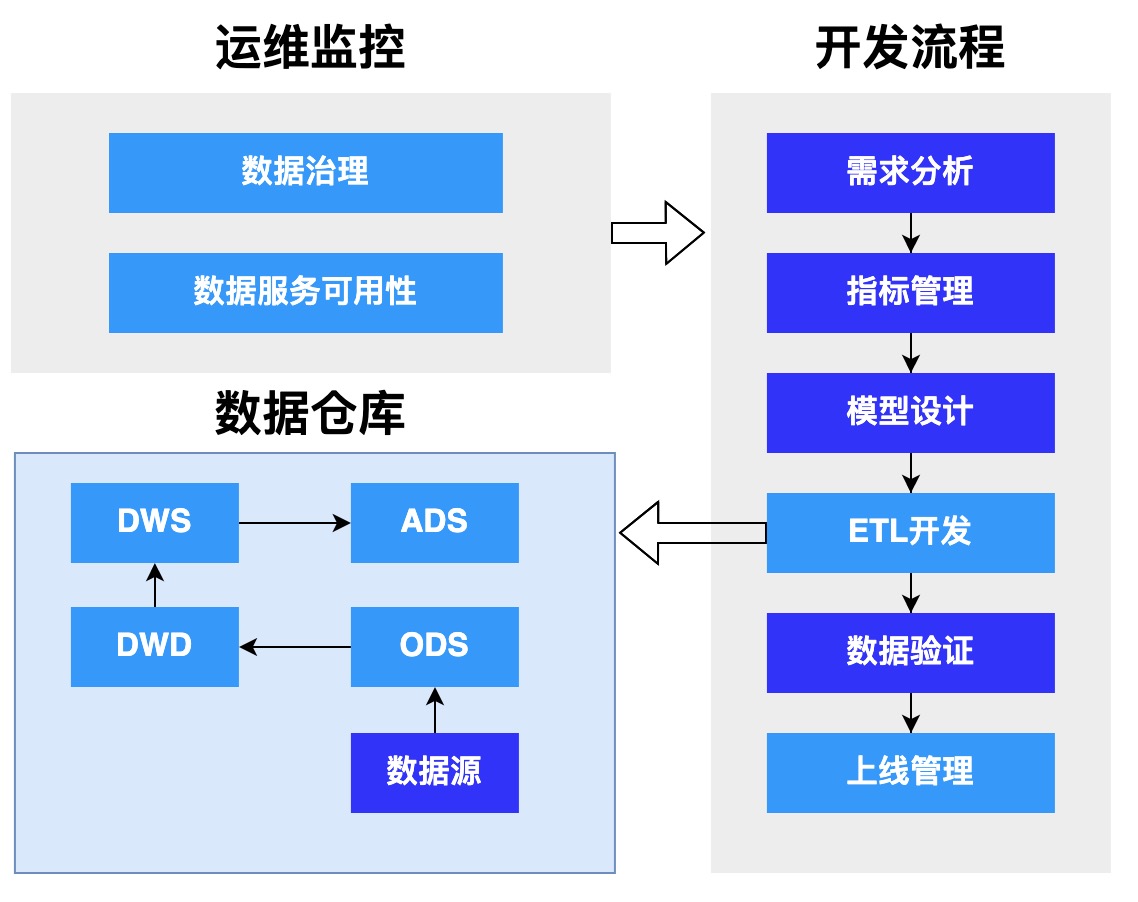 运维监控
数据治理
数据服务可用性
开发流程
需求分析
指标管理
模型设计
ETL开发
数据验证
上线管理
数据仓库
DWS
ADS
DWD
ODS
数据源